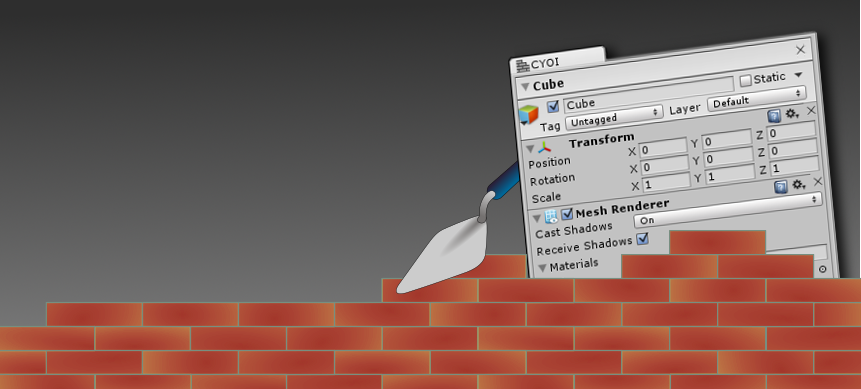 CYOI
Cube
Cube Static
Tag Untagged Layer Default
Transform
Position X 0 Y 0 Z 0
Rotation X 0 Y 0 Z 0
Scale X 1 Y 1 Z 1
Mesh Renderer
Cast Shadows On
Receive Shadows
Materials